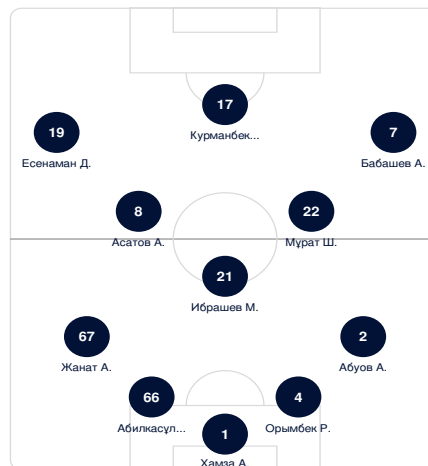 17
Курманбек...
19
Есенаман Д.
7
Бабашев А.
8
Асатов А.
22
Мұрат Ш.
21
Ибрашев М.
67
Жанат А.
2
Абуов А.
66
Абилкасұл...
4
Орымбек Р.
1
Хамза А